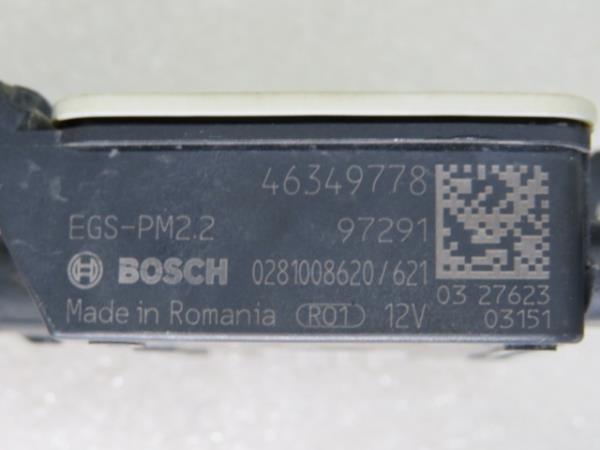 46349778
EGS-PM2.2 97291
BOSCH 0281008620/621
Made in Romania R01 12V
03 27623
03151